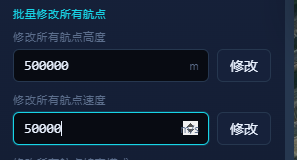 批量修改所有航点
修改所有航点高度
500000 m 修改
修改所有航点速度
50000 修改